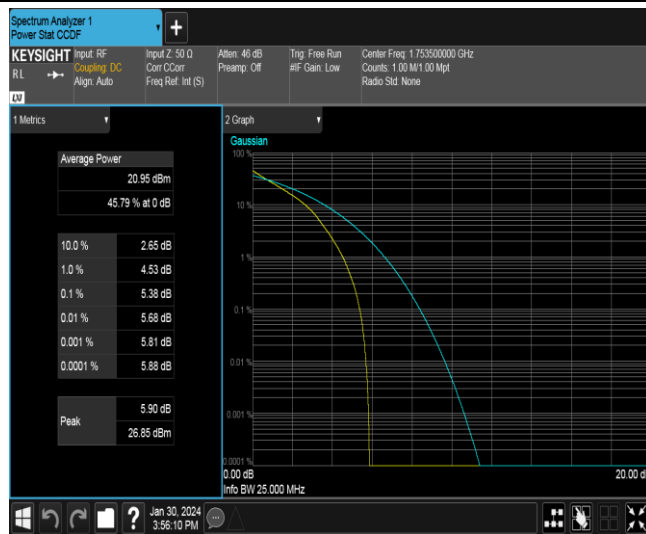 Spectrum Analyzer 1
Power Stat CCDF
KEYSIGHT
RL
Input: RF
Coupling: DC
Align: Auto
Input Z: 50 Ω
Corr CCorr
Freq Ref: Int (S)
Atten: 46 dB
Preamp: Off
Trig: Free Run
#IF Gain: Low
Center Freq: 1.753500000 GHz
Counts: 1.00 M/1.00 Mpt
Radio Std: None
LXI
1 Metrics
Average Power
20.95 dBm
45.79 % at 0 dB
10.0 % 2.65 dB
1.0 % 4.53 dB
0.1 % 5.38 dB
0.01 % 5.68 dB
0.001 % 5.81 dB
0.0001 % 5.88 dB
Peak
5.90 dB
26.85 dBm
2 Graph
Gaussian
100 %
10 %
1 %
0.1 %
0.01 %
0.001 %
0.0001 %
0.00 dB
20.00 d
Info BW 25.000 MHz
Jan 30, 2024
3:56:10 PM